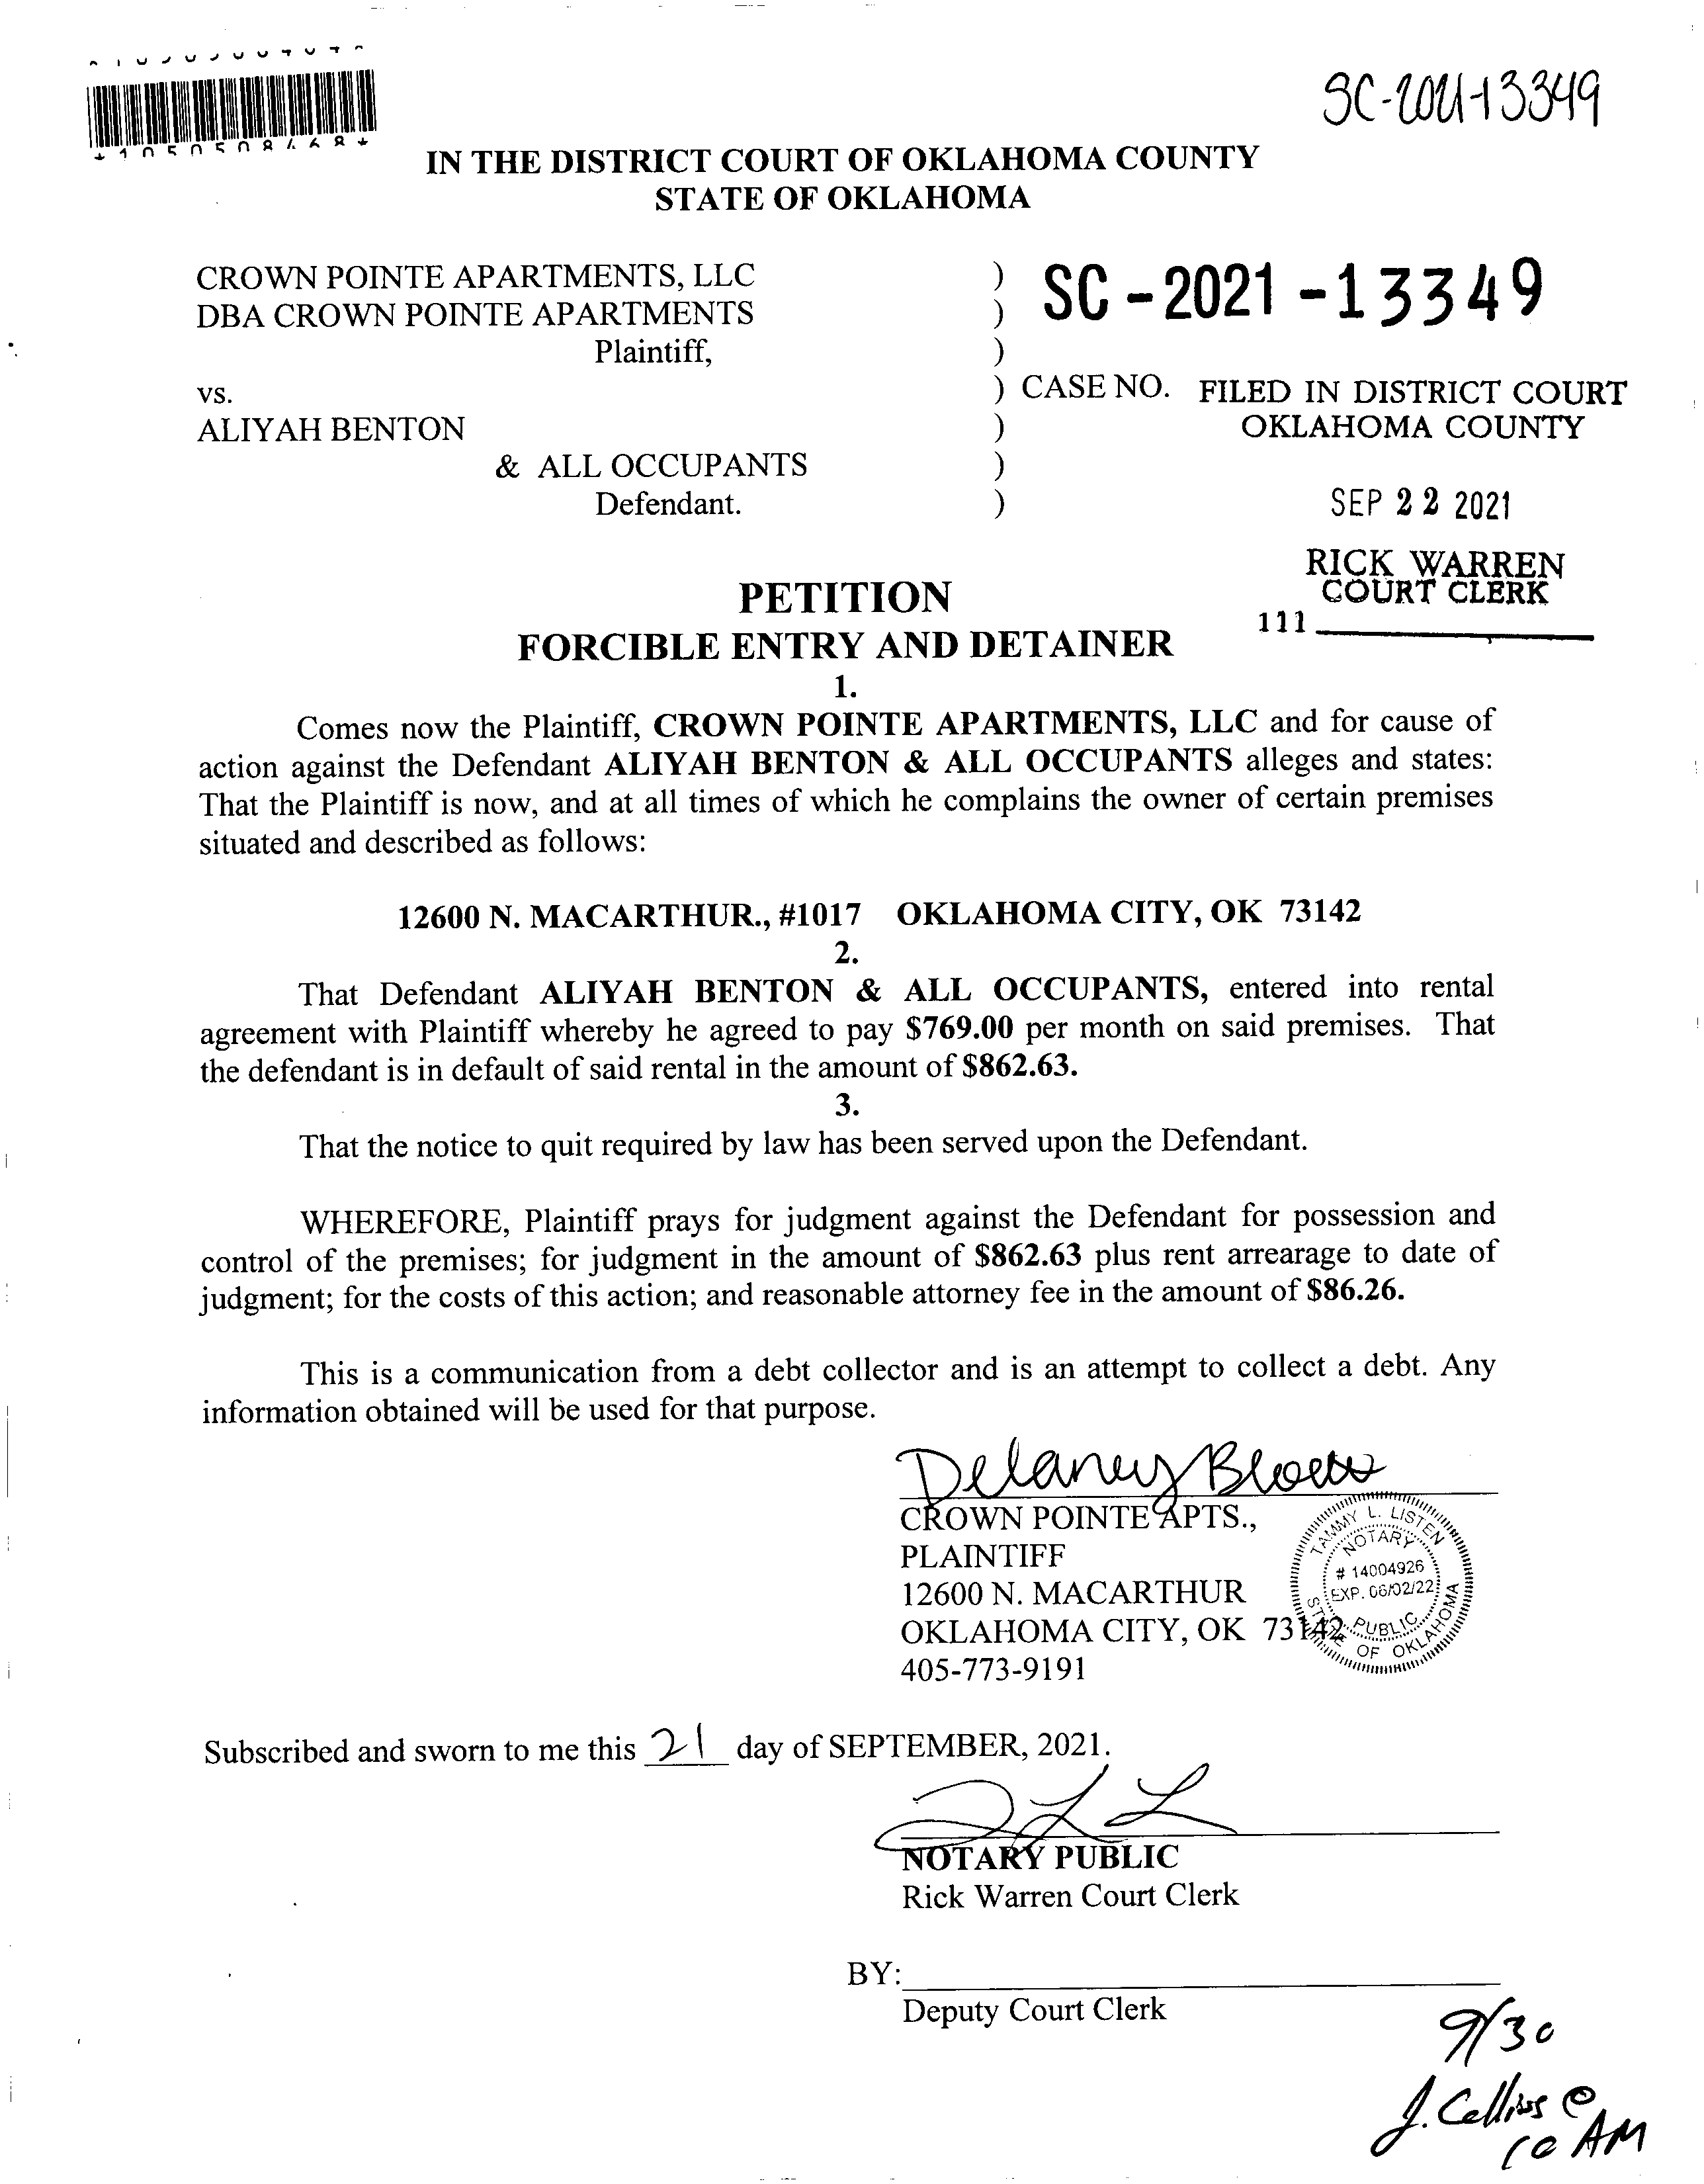 SC-2021-13349
IN THE DISTRICT COURT OF OKLAHOMA COUNTY
STATE OF OKLAHOMA
CROWN POINTE APARTMENTS, LLC )
DBA CROWN POINTE APARTMENTS )
Plaintiff, )
SC-2021-13349
vs. ) CASE NO.
ALIYAH BENTON )
& ALL OCCUPANTS )
Defendant. )
FILED IN DISTRICT COURT
OKLAHOMA COUNTY
SEP 22 2021
RICK WARREN
COURT CLERK
111
PETITION
FORCIBLE ENTRY AND DETAINER
1.
Comes now the Plaintiff, CROWN POINTE APARTMENTS, LLC and for cause of
action against the Defendant ALIYAH BENTON & ALL OCCUPANTS alleges and states:
That the Plaintiff is now, and at all times of which he complains the owner of certain premises
situated and described as follows:
12600 N. MACARTHUR., #1017 OKLAHOMA CITY, OK 73142
2.
That Defendant ALIYAH BENTON & ALL OCCUPANTS, entered into rental
agreement with Plaintiff whereby he agreed to pay $769.00 per month on said premises. That
the defendant is in default of said rental in the amount of $862.63.
3.
That the notice to quit required by law has been served upon the Defendant.
WHEREFORE, Plaintiff prays for judgment against the Defendant for possession and
control of the premises; for judgment in the amount of $862.63 plus rent arrearage to date of
judgment; for the costs of this action; and reasonable attorney fee in the amount of $86.26.
This is a communication from a debt collector and is an attempt to collect a debt. Any
information obtained will be used for that purpose.
Delaney
CROWN POINTE APTS.,
PLAINTIFF
12600 N. MACARTHUR
OKLAHOMA CITY, OK 73142
405-773-9191
TAMMY L. LISTEN
NOTARY
# 14004926
EXP. 06/02/22
PUBLIC
STATE OF OKLAHOMA
Subscribed and sworn to me this 21 day of SEPTEMBER, 2021.
NOTARY PUBLIC
Rick Warren Court Clerk
BY:
Deputy Court Clerk
9/30
J. Collins @
10 AM